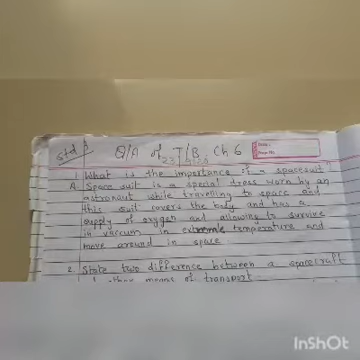 Std 3
Q/A of T/B Ch 6
1. What is the importance of a spacesuit?
A. Space suit is a special dress worn by an
astronaut while travelling to space and
this suit covers the body and has a
supply of oxygen and allowing to survive
in vaccum in extreme temperature and
move around in space
2. State two difference between a spacecraft
other means of transport
InShOt